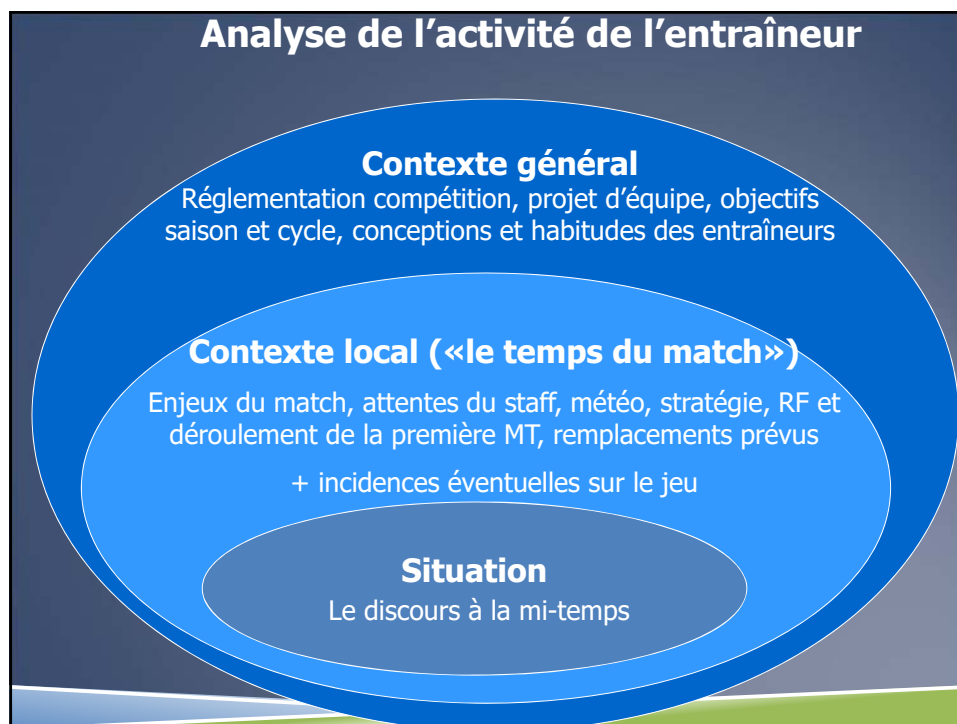 Analyse de l’activité de l’entraîneur
Contexte général
Réglementation compétition, projet d’équipe, objectifs
saison et cycle, conceptions et habitudes des entraîneurs
Contexte local («le temps du match»)
Enjeux du match, attentes du staff, météo, stratégie, RF et
déroulement de la première MT, remplacements prévus
+ incidences éventuelles sur le jeu
Situation
Le discours à la mi-temps